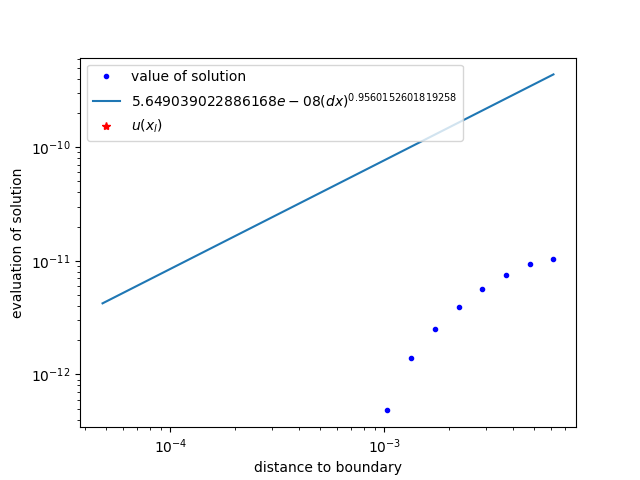 value of solution
5.649039022886168e − 08(dx)^0.9560152601819258
u(x_l)
10^−10
10^−11
10^−12
10^−4
10^−3
evaluation of solution
distance to boundary